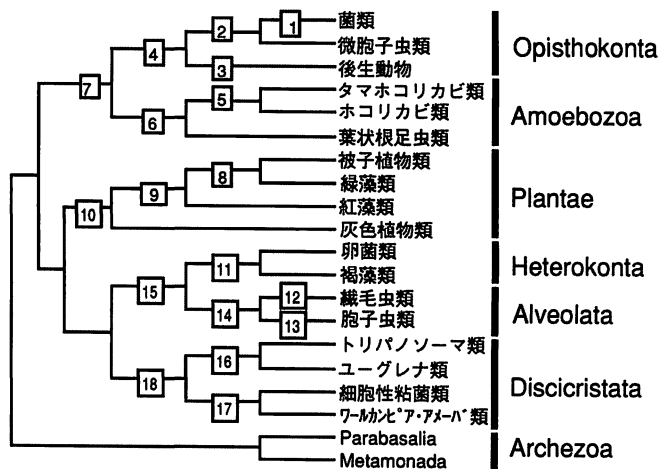 1
菌類
2
微胞子虫類
Opisthokonta
4
3
後生動物
7
5
タマホコリカビ類
ホコリカビ類
Amoebozoa
6
葉状根足虫類
被子植物類
8
緑藻類
9
紅藻類
Plantae
10
灰色植物類
卵菌類
11
褐藻類
Heterokonta
15
12
繊毛虫類
14
13
胞子虫類
Alveolata
トリパノソーマ類
16
ユーグレナ類
18
細胞性粘菌類
Discicristata
17
ワールカンピア・アメーバ類
Parabasalia
Metamonada
Archezoa